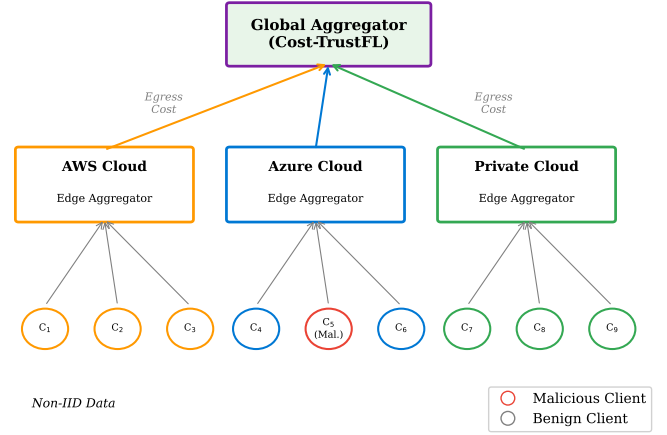 Global Aggregator
(Cost-TrustFL)
Egress
Cost
Egress
Cost
AWS Cloud
Edge Aggregator
Azure Cloud
Edge Aggregator
Private Cloud
Edge Aggregator
C₁
C₂
C₃
C₄
C₅
(Mal.)
C₆
C₇
C₈
C₉
Non-IID Data
Malicious Client
Benign Client